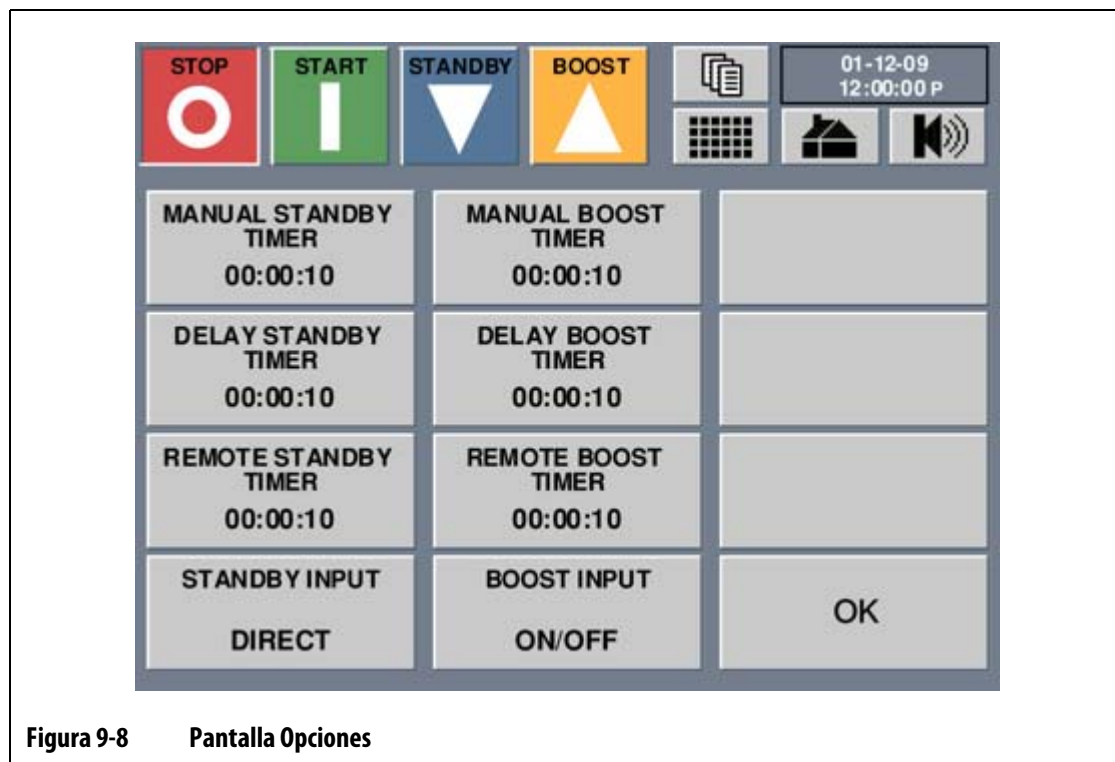 STOP START STANDBY BOOST
01-12-09
12:00:00 P
MANUAL STANDBY
TIMER
00:00:10
MANUAL BOOST
TIMER
00:00:10
DELAY STANDBY
TIMER
00:00:10
DELAY BOOST
TIMER
00:00:10
REMOTE STANDBY
TIMER
00:00:10
REMOTE BOOST
TIMER
00:00:10
STANDBY INPUT
DIRECT
BOOST INPUT
ON/OFF
OK
Figura 9-8 Pantalla Opciones